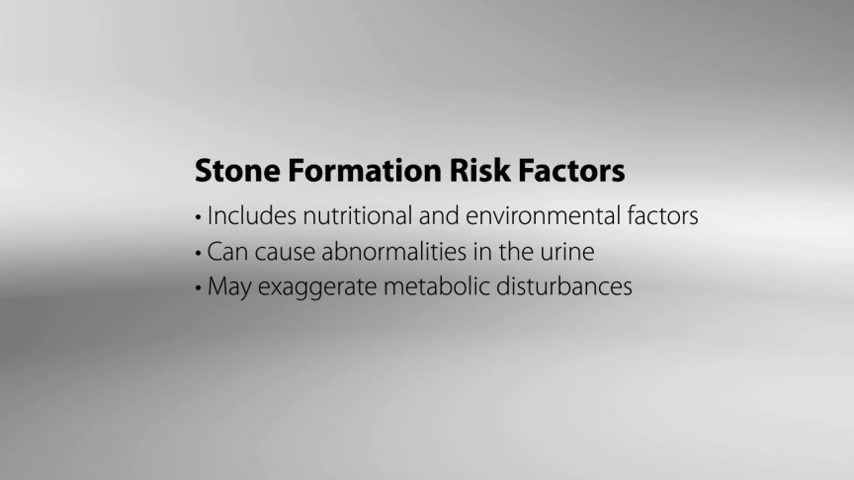 Stone Formation Risk Factors
• Includes nutritional and environmental factors
• Can cause abnormalities in the urine
• May exaggerate metabolic disturbances